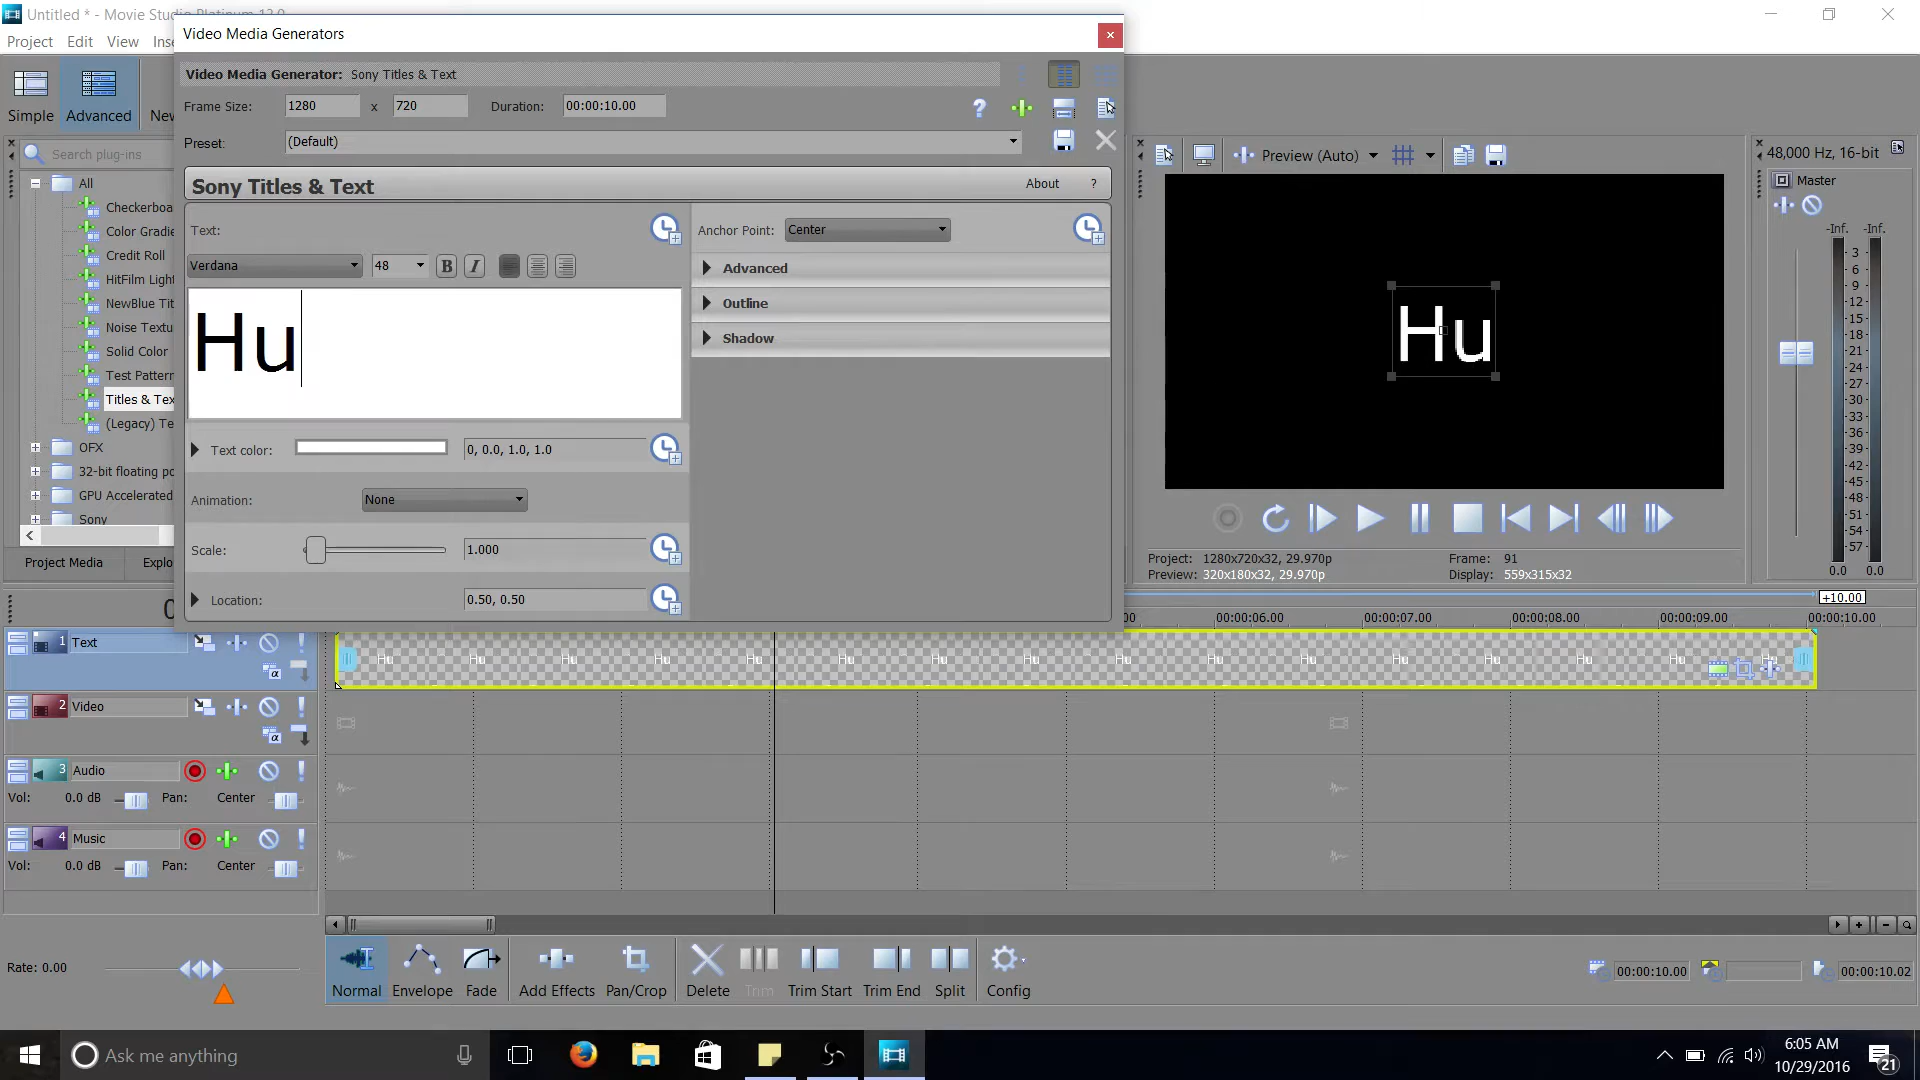 Untitled * - Movie Studio Platinum 13.0
Project Edit View
Video Media Generators
Simple
Advanced
Video Media Generator: Sony Titles & Text
Frame Size: 1280 x 720 Duration: 00:00:10.00
Preset: (Default)
Sony Titles & Text
About ?
Text:
Verdana 48 B I
Hu
Text color: 0, 0.0, 1.0, 1.0
Animation: None
Scale: 1.000
Location: 0.50, 0.50
Anchor Point: Center
Advanced
Outline
Shadow
Search plug-ins
All
Checkerboa
Color Gradie
Credit Roll
HitFilm Light
NewBlue Tit
Noise Textu
Solid Color
Test Pattern
Titles & Tex
(Legacy) Te
OFX
32-bit floating po
GPU Accelerated
Sony
Project Media
Explo
Preview (Auto)
Hu
Project: 1280x720x32, 29.970p
Preview: 320x180x32, 29.970p
Frame: 91
Display: 559x315x32
48,000 Hz, 16-bit
Master
-Inf. -Inf.
3
6
9
12
15
18
21
24
27
30
33
36
39
42
45
48
51
54
57
0.0 0.0
+10.00
00:00:06.00 00:00:07.00 00:00:08.00 00:00:09.00 00:00:10.00
1 Text
Hu Hu Hu Hu Hu Hu Hu Hu Hu Hu Hu Hu Hu Hu Hu Hu
2 Video
3 Audio
Vol: 0.0 dB Pan: Center
4 Music
Vol: 0.0 dB Pan: Center
Rate: 0.00
Normal Envelope Fade Add Effects Pan/Crop Delete Trim Trim Start Trim End Split Config
00:00:10.00
00:00:10.02
Ask me anything
6:05 AM
10/29/2016
21